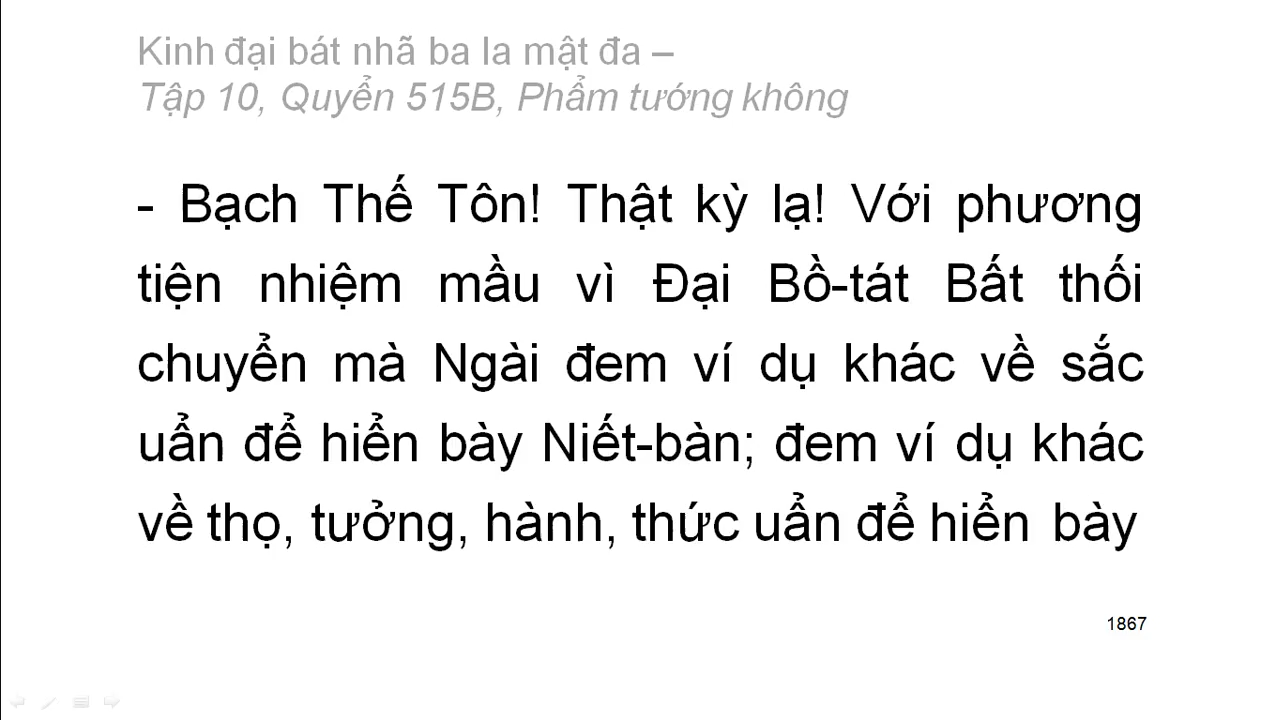 Kinh đại bát nhã ba la mật đa –
Tập 10, Quyển 515B, Phẩm tướng không
- Bạch Thế Tôn! Thật kỳ lạ! Với phương
tiện nhiệm mầu vì Đại Bồ-tát Bất thối
chuyển mà Ngài đem ví dụ khác về sắc
uẩn để hiển bày Niết-bàn; đem ví dụ khác
về thọ, tưởng, hành, thức uẩn để hiển bày
1867